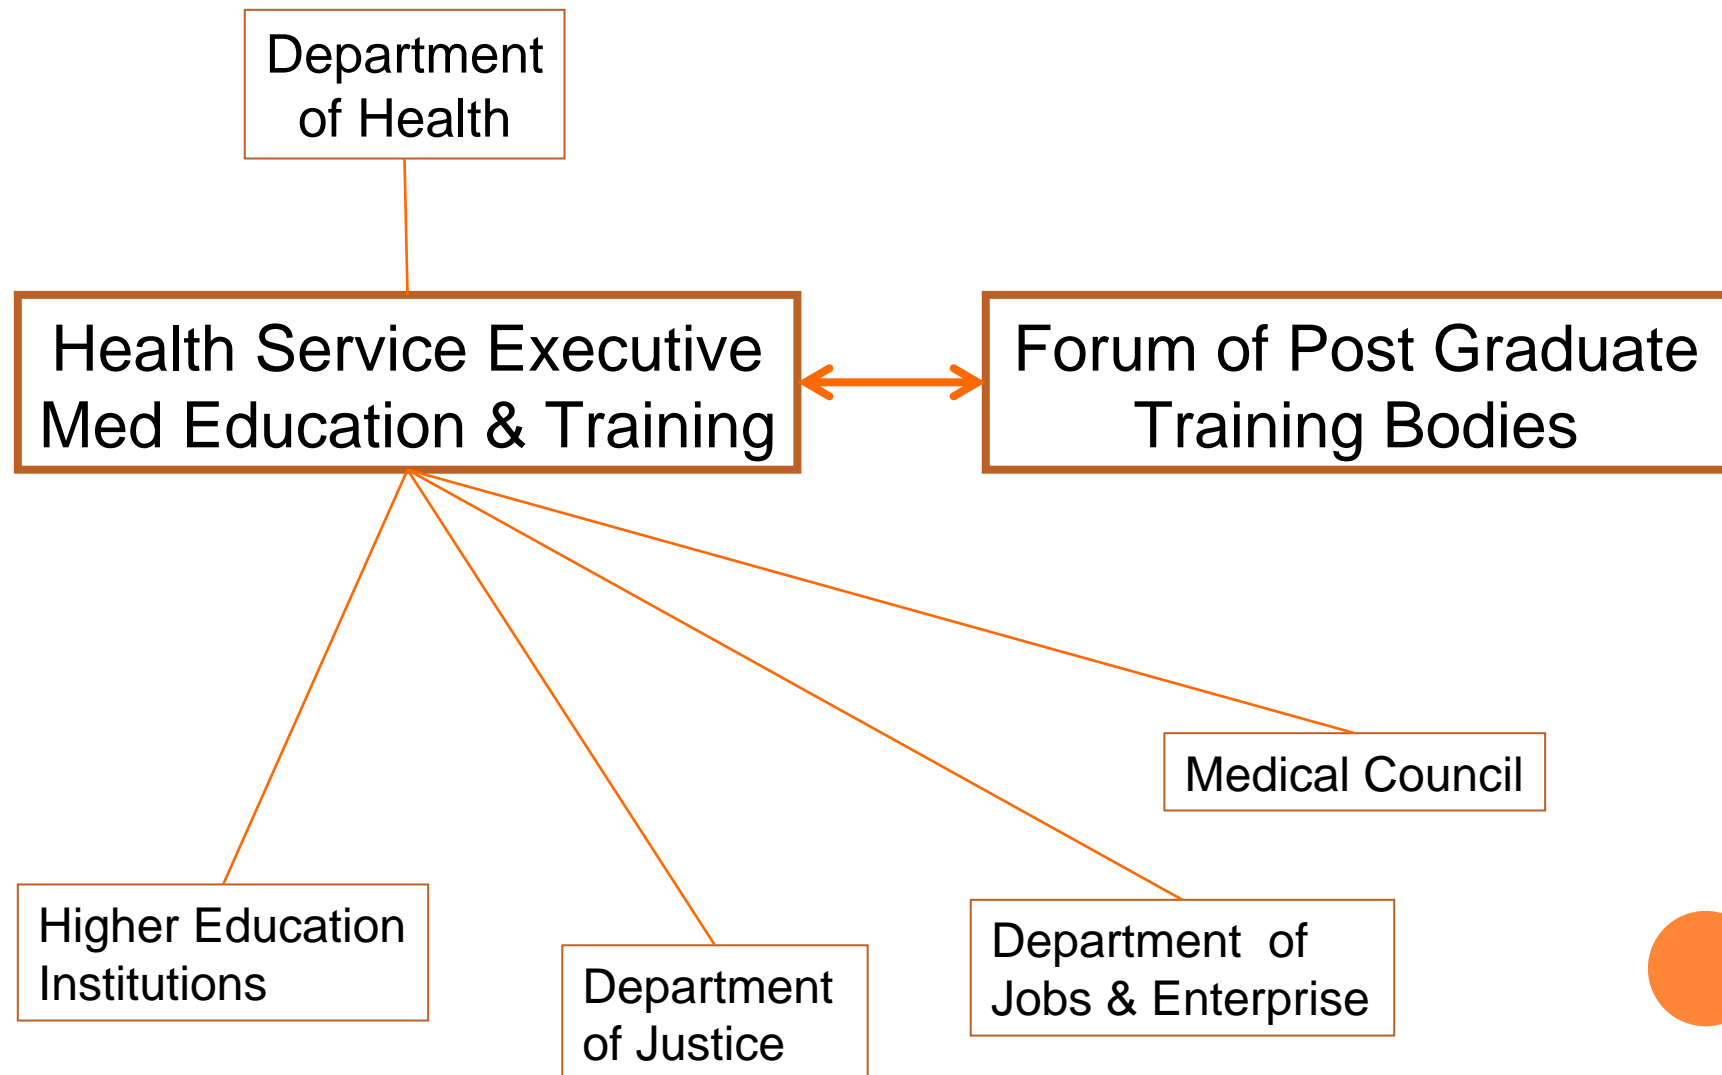 Department
of Health
Health Service Executive
Med Education & Training
Forum of Post Graduate
Training Bodies
Medical Council
Higher Education
Institutions
Department
of Justice
Department  of
Jobs & Enterprise